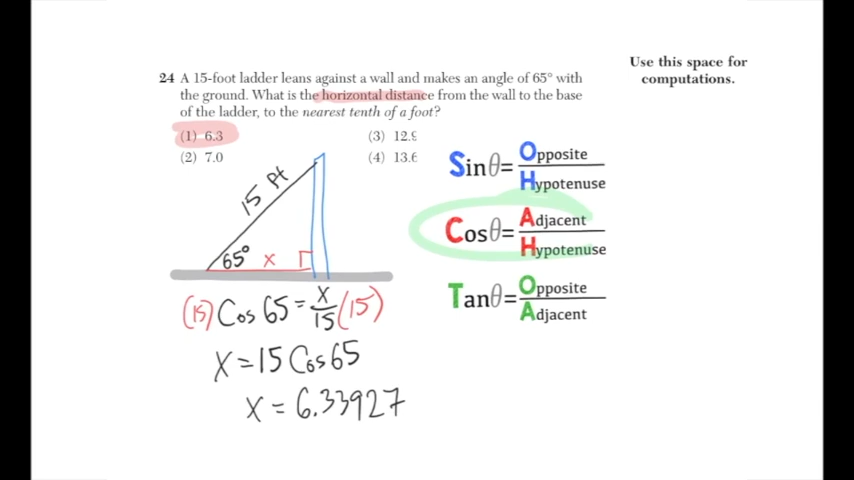 24 A 15-foot ladder leans against a wall and makes an angle of 65° with
the ground. What is the horizontal distance from the wall to the base
of the ladder, to the nearest tenth of a foot?
(1) 6.3
(3) 12.9
(2) 7.0
(4) 13.6
Use this space for
computations.
15 Pt
65°
x
(15) Cos 65 = x/15 (15)
X = 15 Cos 65
X = 6.33927
Sinθ= Opposite
Hypotenuse
Cosθ= Adjacent
Hypotenuse
Tanθ= Opposite
Adjacent